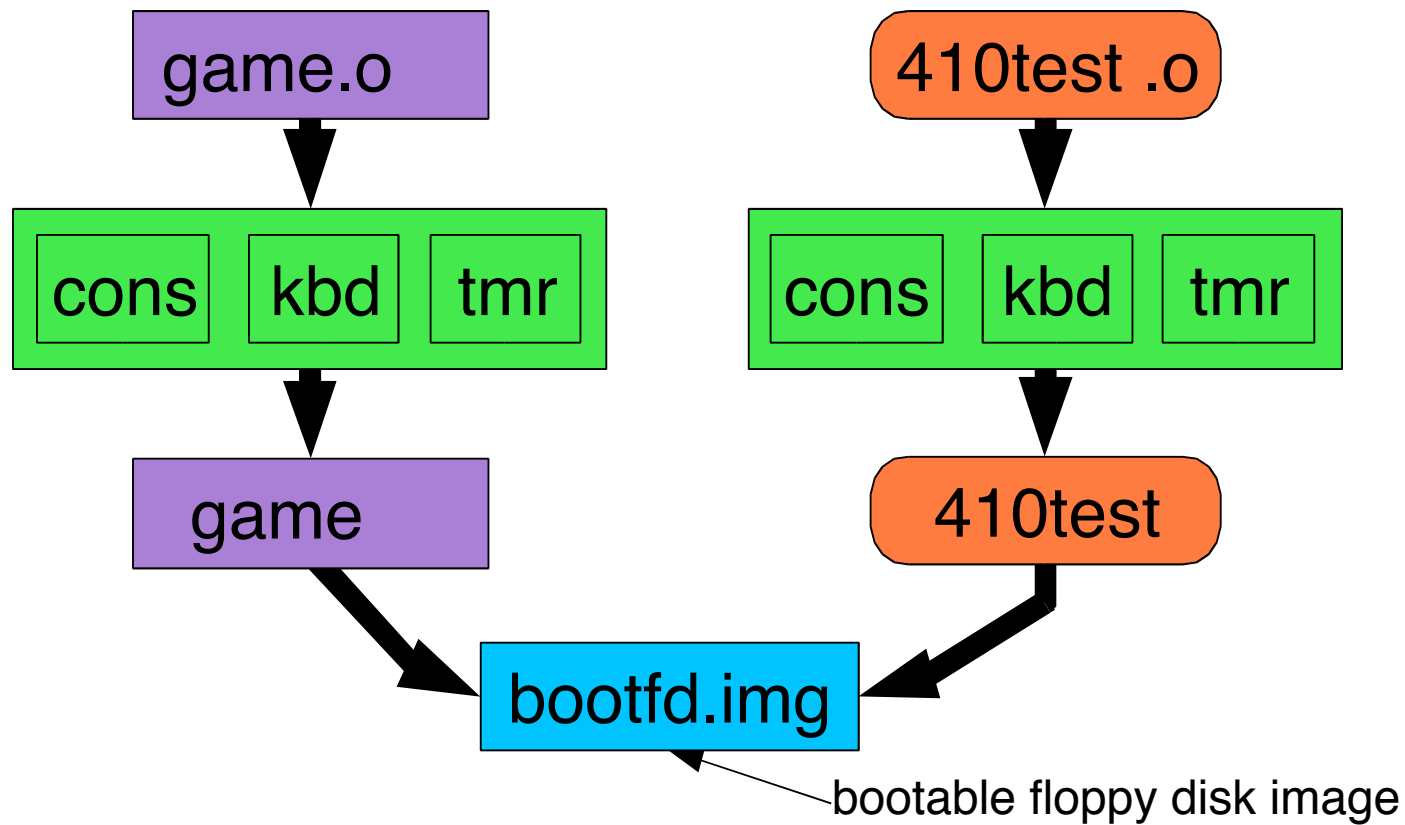 game.o
410test .o
cons kbd tmr
cons kbd tmr
game
410test
bootfd.img
bootable floppy disk image